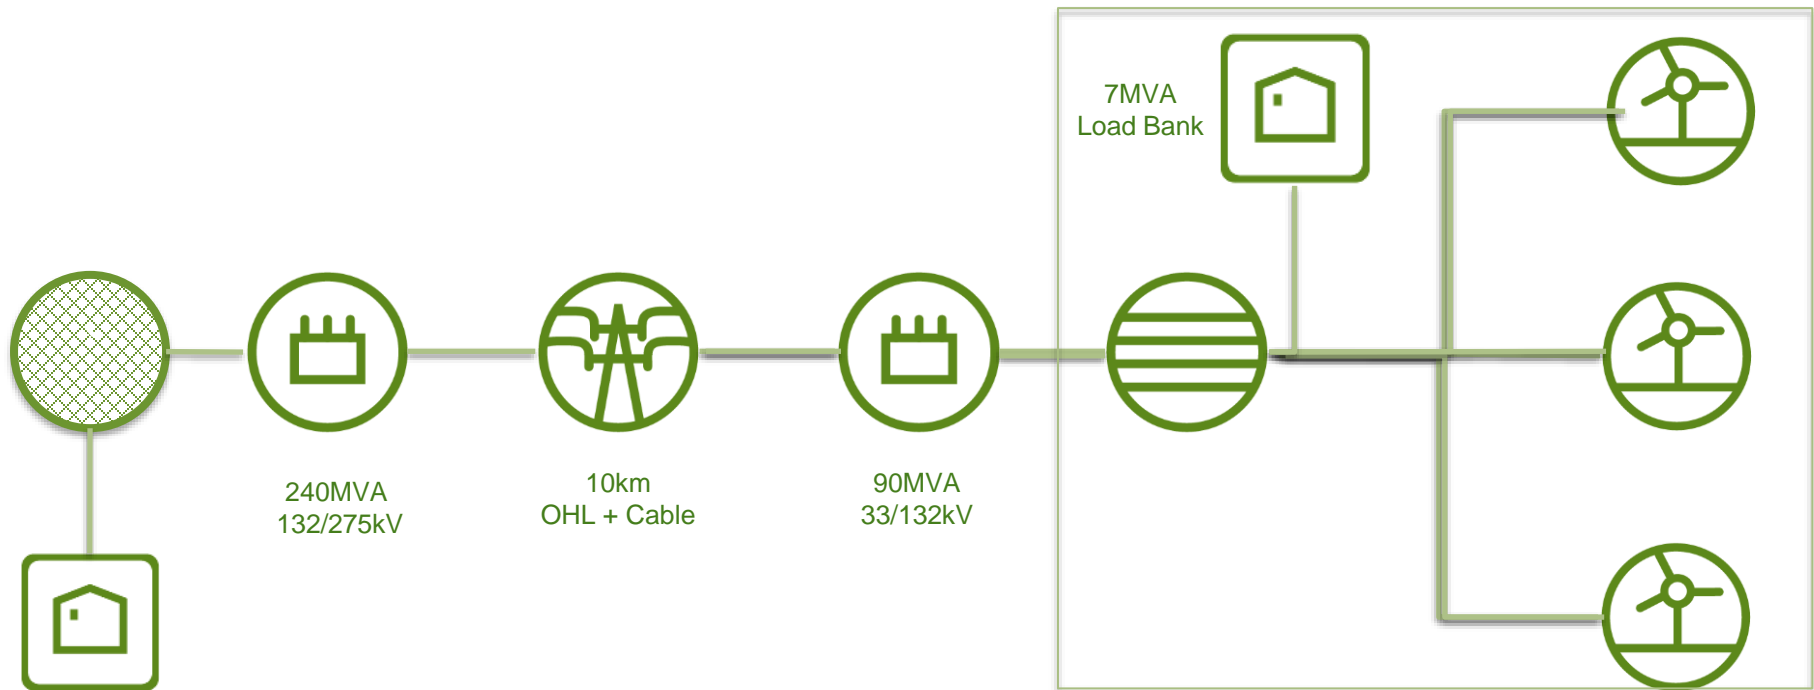 7MVA
Load Bank
240MVA
132/275kV
10km
OHL + Cable
90MVA
33/132kV